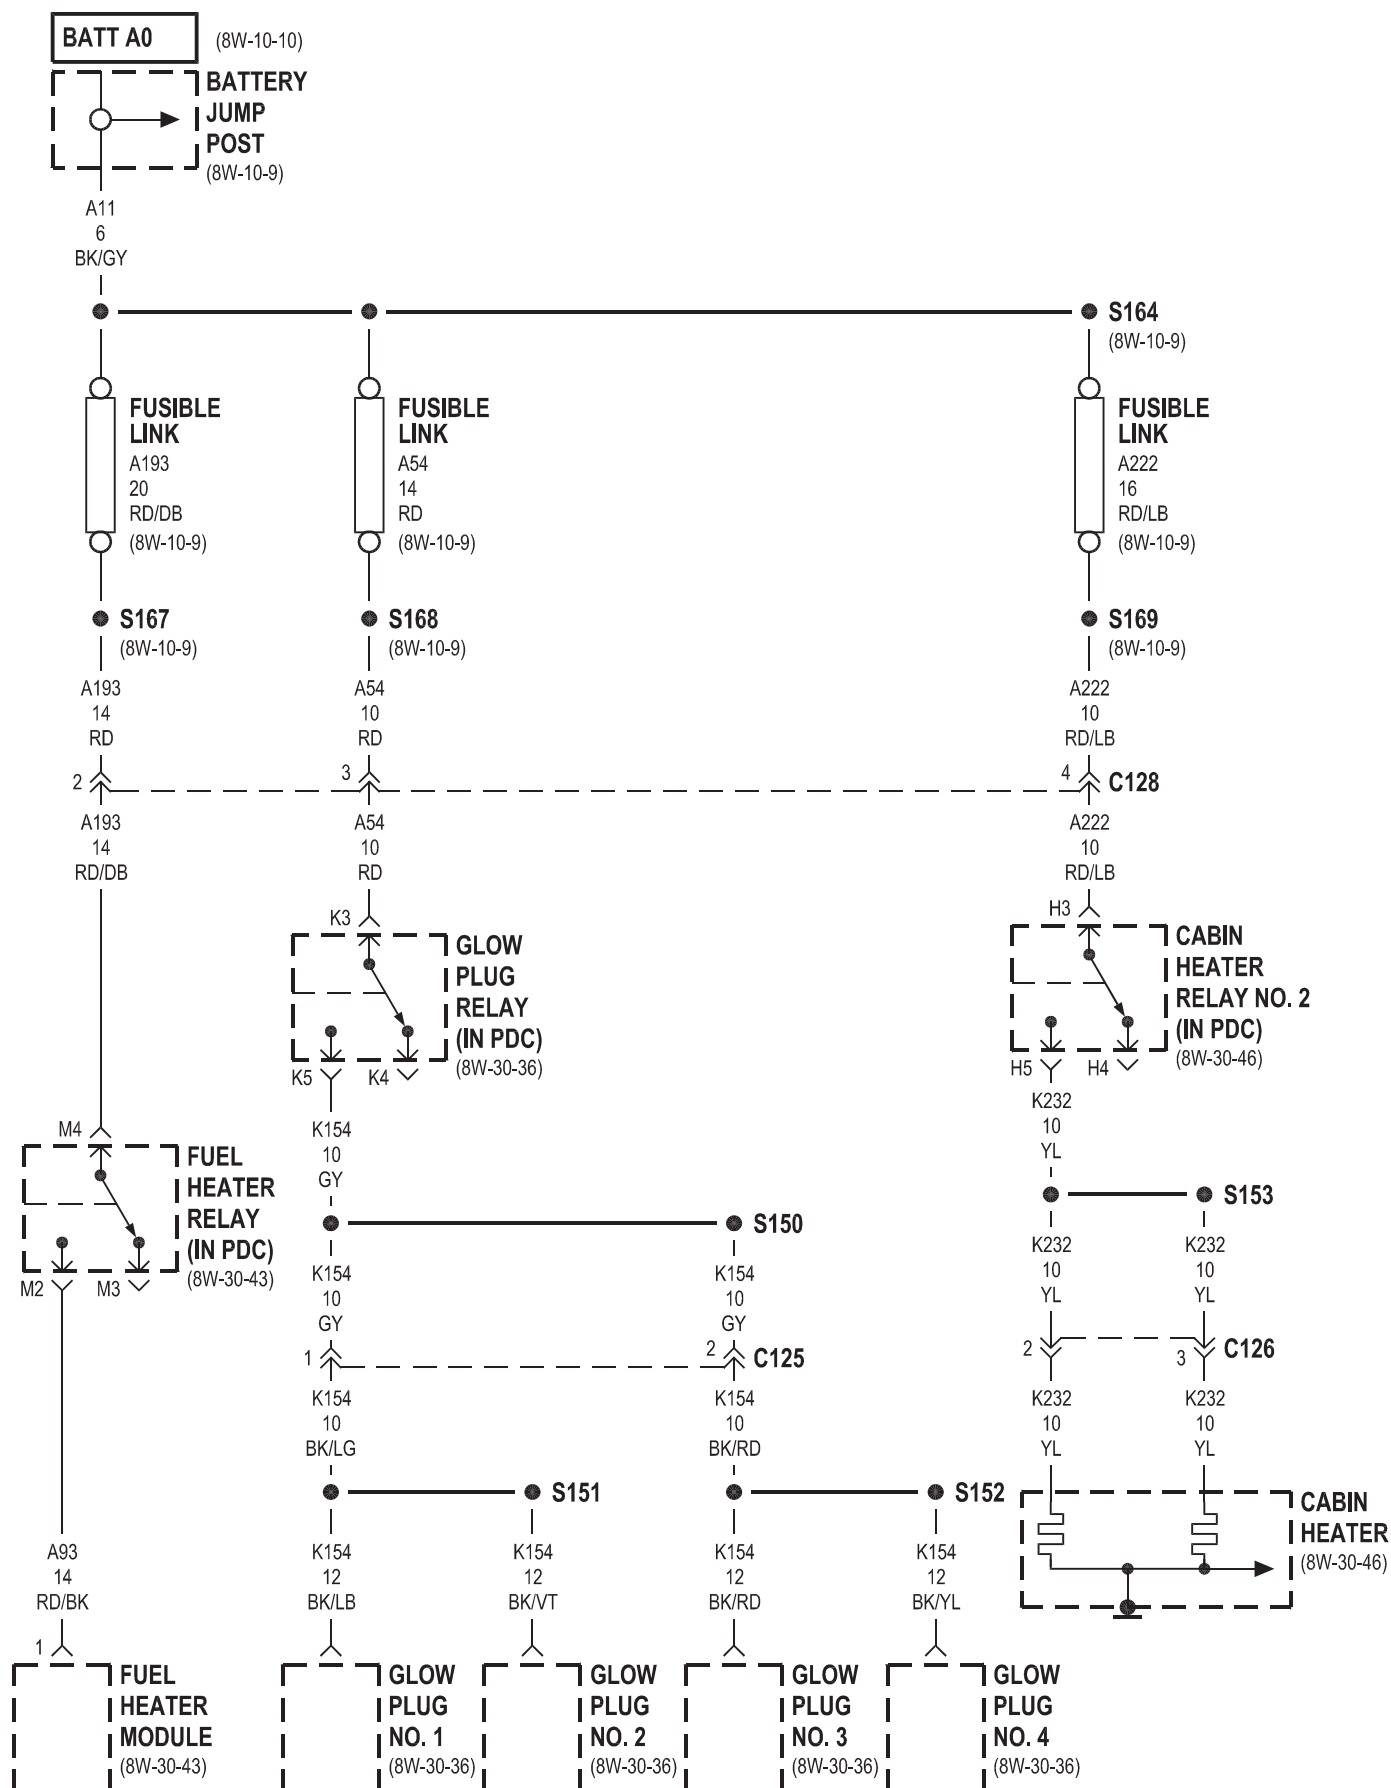 BATT A0
(8W-10-10)
BATTERY
JUMP
POST
(8W-10-9)
A11
6
BK/GY
S164
(8W-10-9)
FUSIBLE
LINK
A193
20
RD/DB
(8W-10-9)
FUSIBLE
LINK
A54
14
RD
(8W-10-9)
FUSIBLE
LINK
A222
16
RD/LB
(8W-10-9)
S167
(8W-10-9)
S168
(8W-10-9)
S169
(8W-10-9)
A193
14
RD
A54
10
RD
A222
10
RD/LB
2
3
4
C128
A193
14
RD/DB
A54
10
RD
A222
10
RD/LB
K3
GLOW
PLUG
RELAY
(IN PDC)
(8W-30-36)
K5
K4
H3
CABIN
HEATER
RELAY NO. 2
(IN PDC)
(8W-30-46)
H5
H4
K154
10
GY
K232
10
YL
M4
FUEL
HEATER
RELAY
(IN PDC)
(8W-30-43)
M2
M3
S150
S153
K154
10
GY
K154
10
GY
K232
10
YL
K232
10
YL
1
2
C125
2
3
C126
K154
10
BK/LG
K154
10
BK/RD
K232
10
YL
K232
10
YL
S151
S152
CABIN
HEATER
(8W-30-46)
A93
14
RD/BK
K154
12
BK/LB
K154
12
BK/VT
K154
12
BK/RD
K154
12
BK/YL
1
FUEL
HEATER
MODULE
(8W-30-43)
GLOW
PLUG
NO. 1
(8W-30-36)
GLOW
PLUG
NO. 2
(8W-30-36)
GLOW
PLUG
NO. 3
(8W-30-36)
GLOW
PLUG
NO. 4
(8W-30-36)